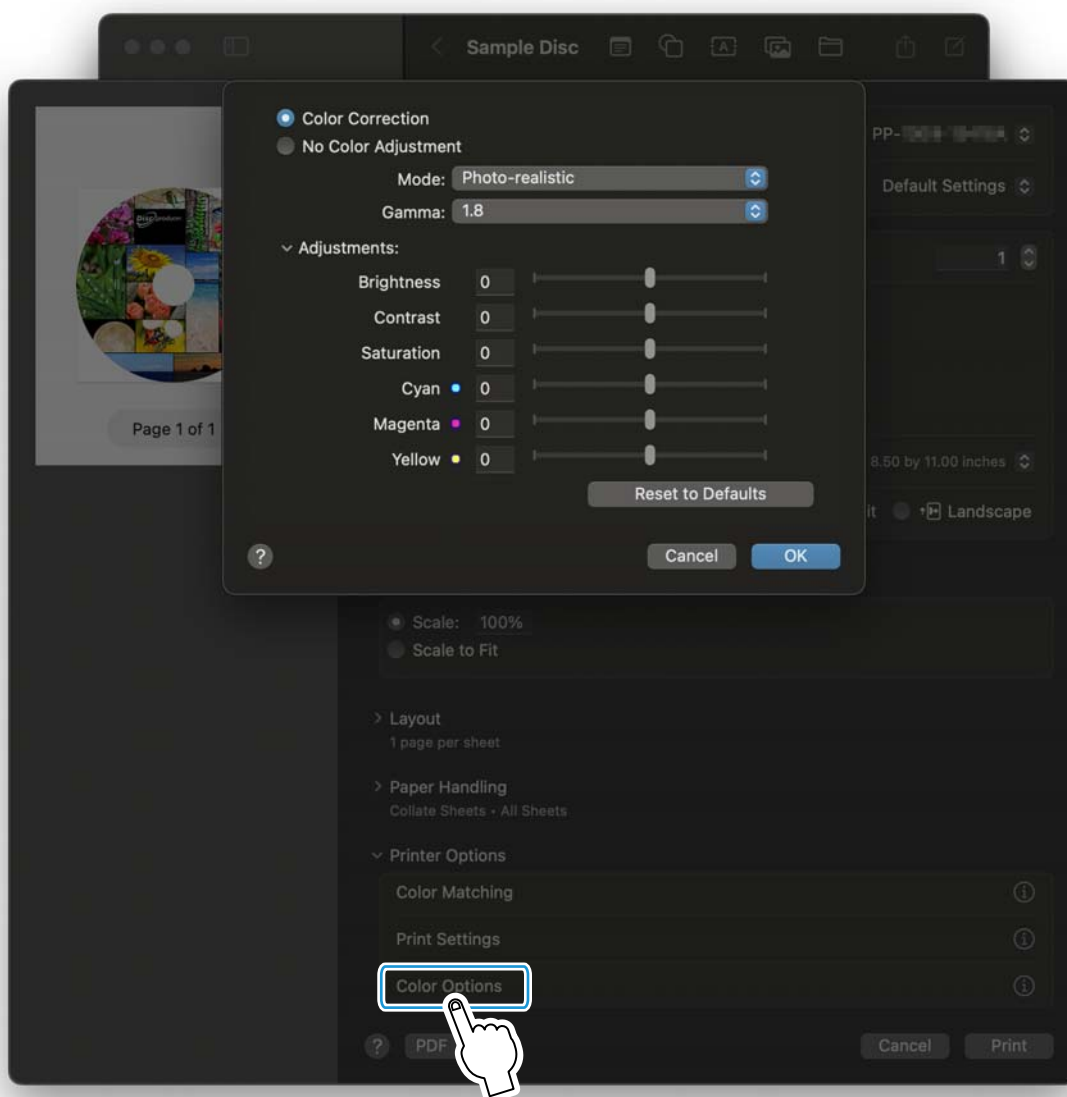 Sample Disc
Color Correction
No Color Adjustment
Mode: Photo-realistic
Gamma: 1.8
Adjustments:
Brightness 0
Contrast 0
Saturation 0
Cyan 0
Magenta 0
Yellow 0
Reset to Defaults
? Cancel OK
PP-
Default Settings
1
Discproducer
Page 1 of 1
8.50 by 11.00 inches
it Landscape
Scale: 100%
Scale to Fit
Layout
1 page per sheet
Paper Handling
Collate Sheets • All Sheets
Printer Options
Color Matching
Print Settings
Color Options
? PDF Cancel Print